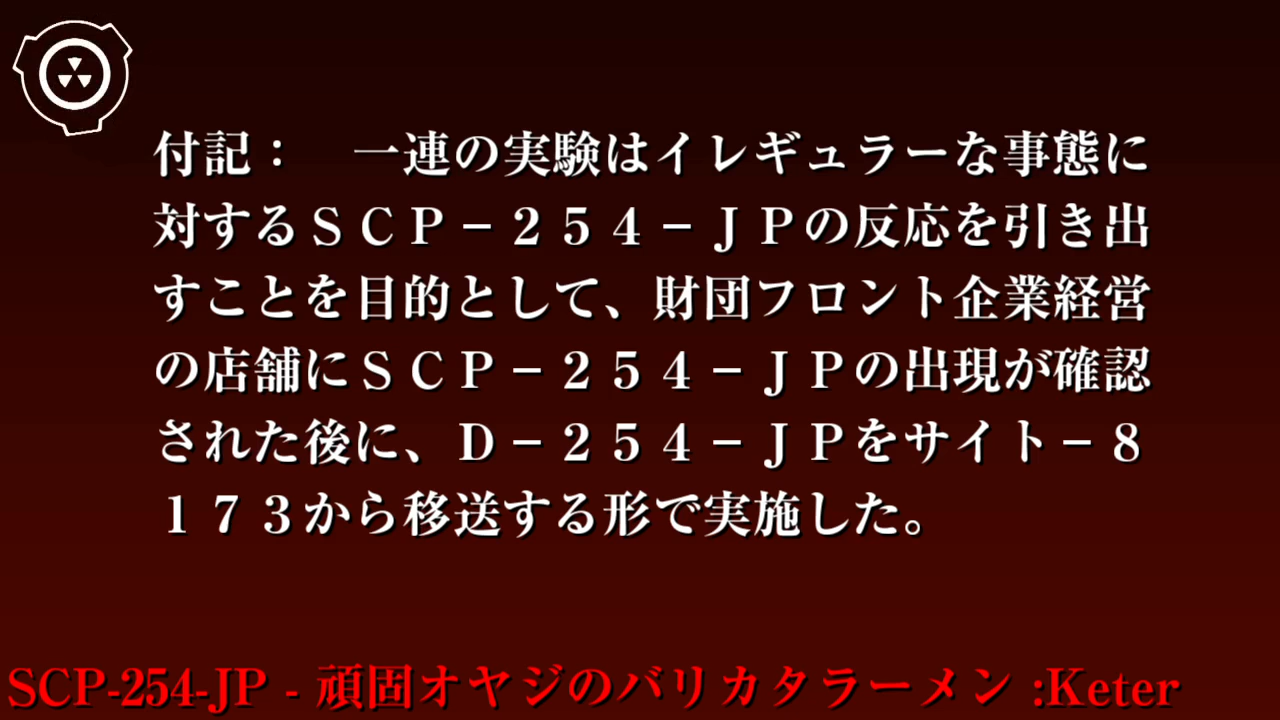 付記：　一連の実験はイレギュラーな事態に
対するＳＣＰ－２５４－ＪＰの反応を引き出
すことを目的として、財団フロント企業経営
の店舗にＳＣＰ－２５４－ＪＰの出現が確認
された後に、Ｄ－２５４－ＪＰをサイト－８
１７３から移送する形で実施した。
SCP-254-JP - 頑固オヤジのバリカタラーメン :Keter